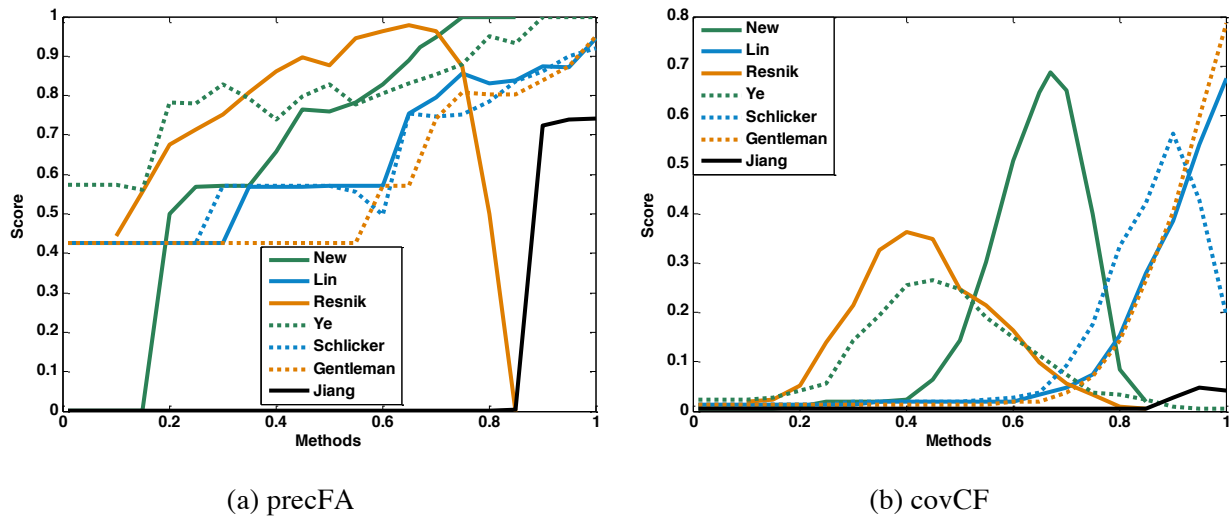 1
0.9
0.8
0.7
0.6
0.5
0.4
0.3
0.2
0.1
0
Score
0.2 0.4 0.6 0.8 1
Methods
New
Lin
Resnik
Ye
Schlicker
Gentleman
Jiang
(a) precFA
0.8
0.7
0.6
0.5
0.4
0.3
0.2
0.1
0
Score
0 0.2 0.4 0.6 0.8 1
Methods
New
Lin
Resnik
Ye
Schlicker
Gentleman
Jiang
(b) covCF